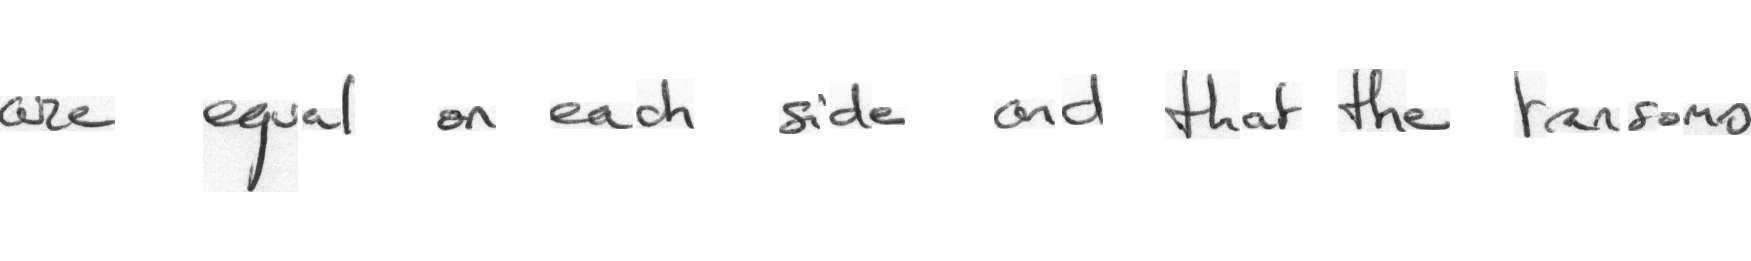 are equal on each side and that the transoms